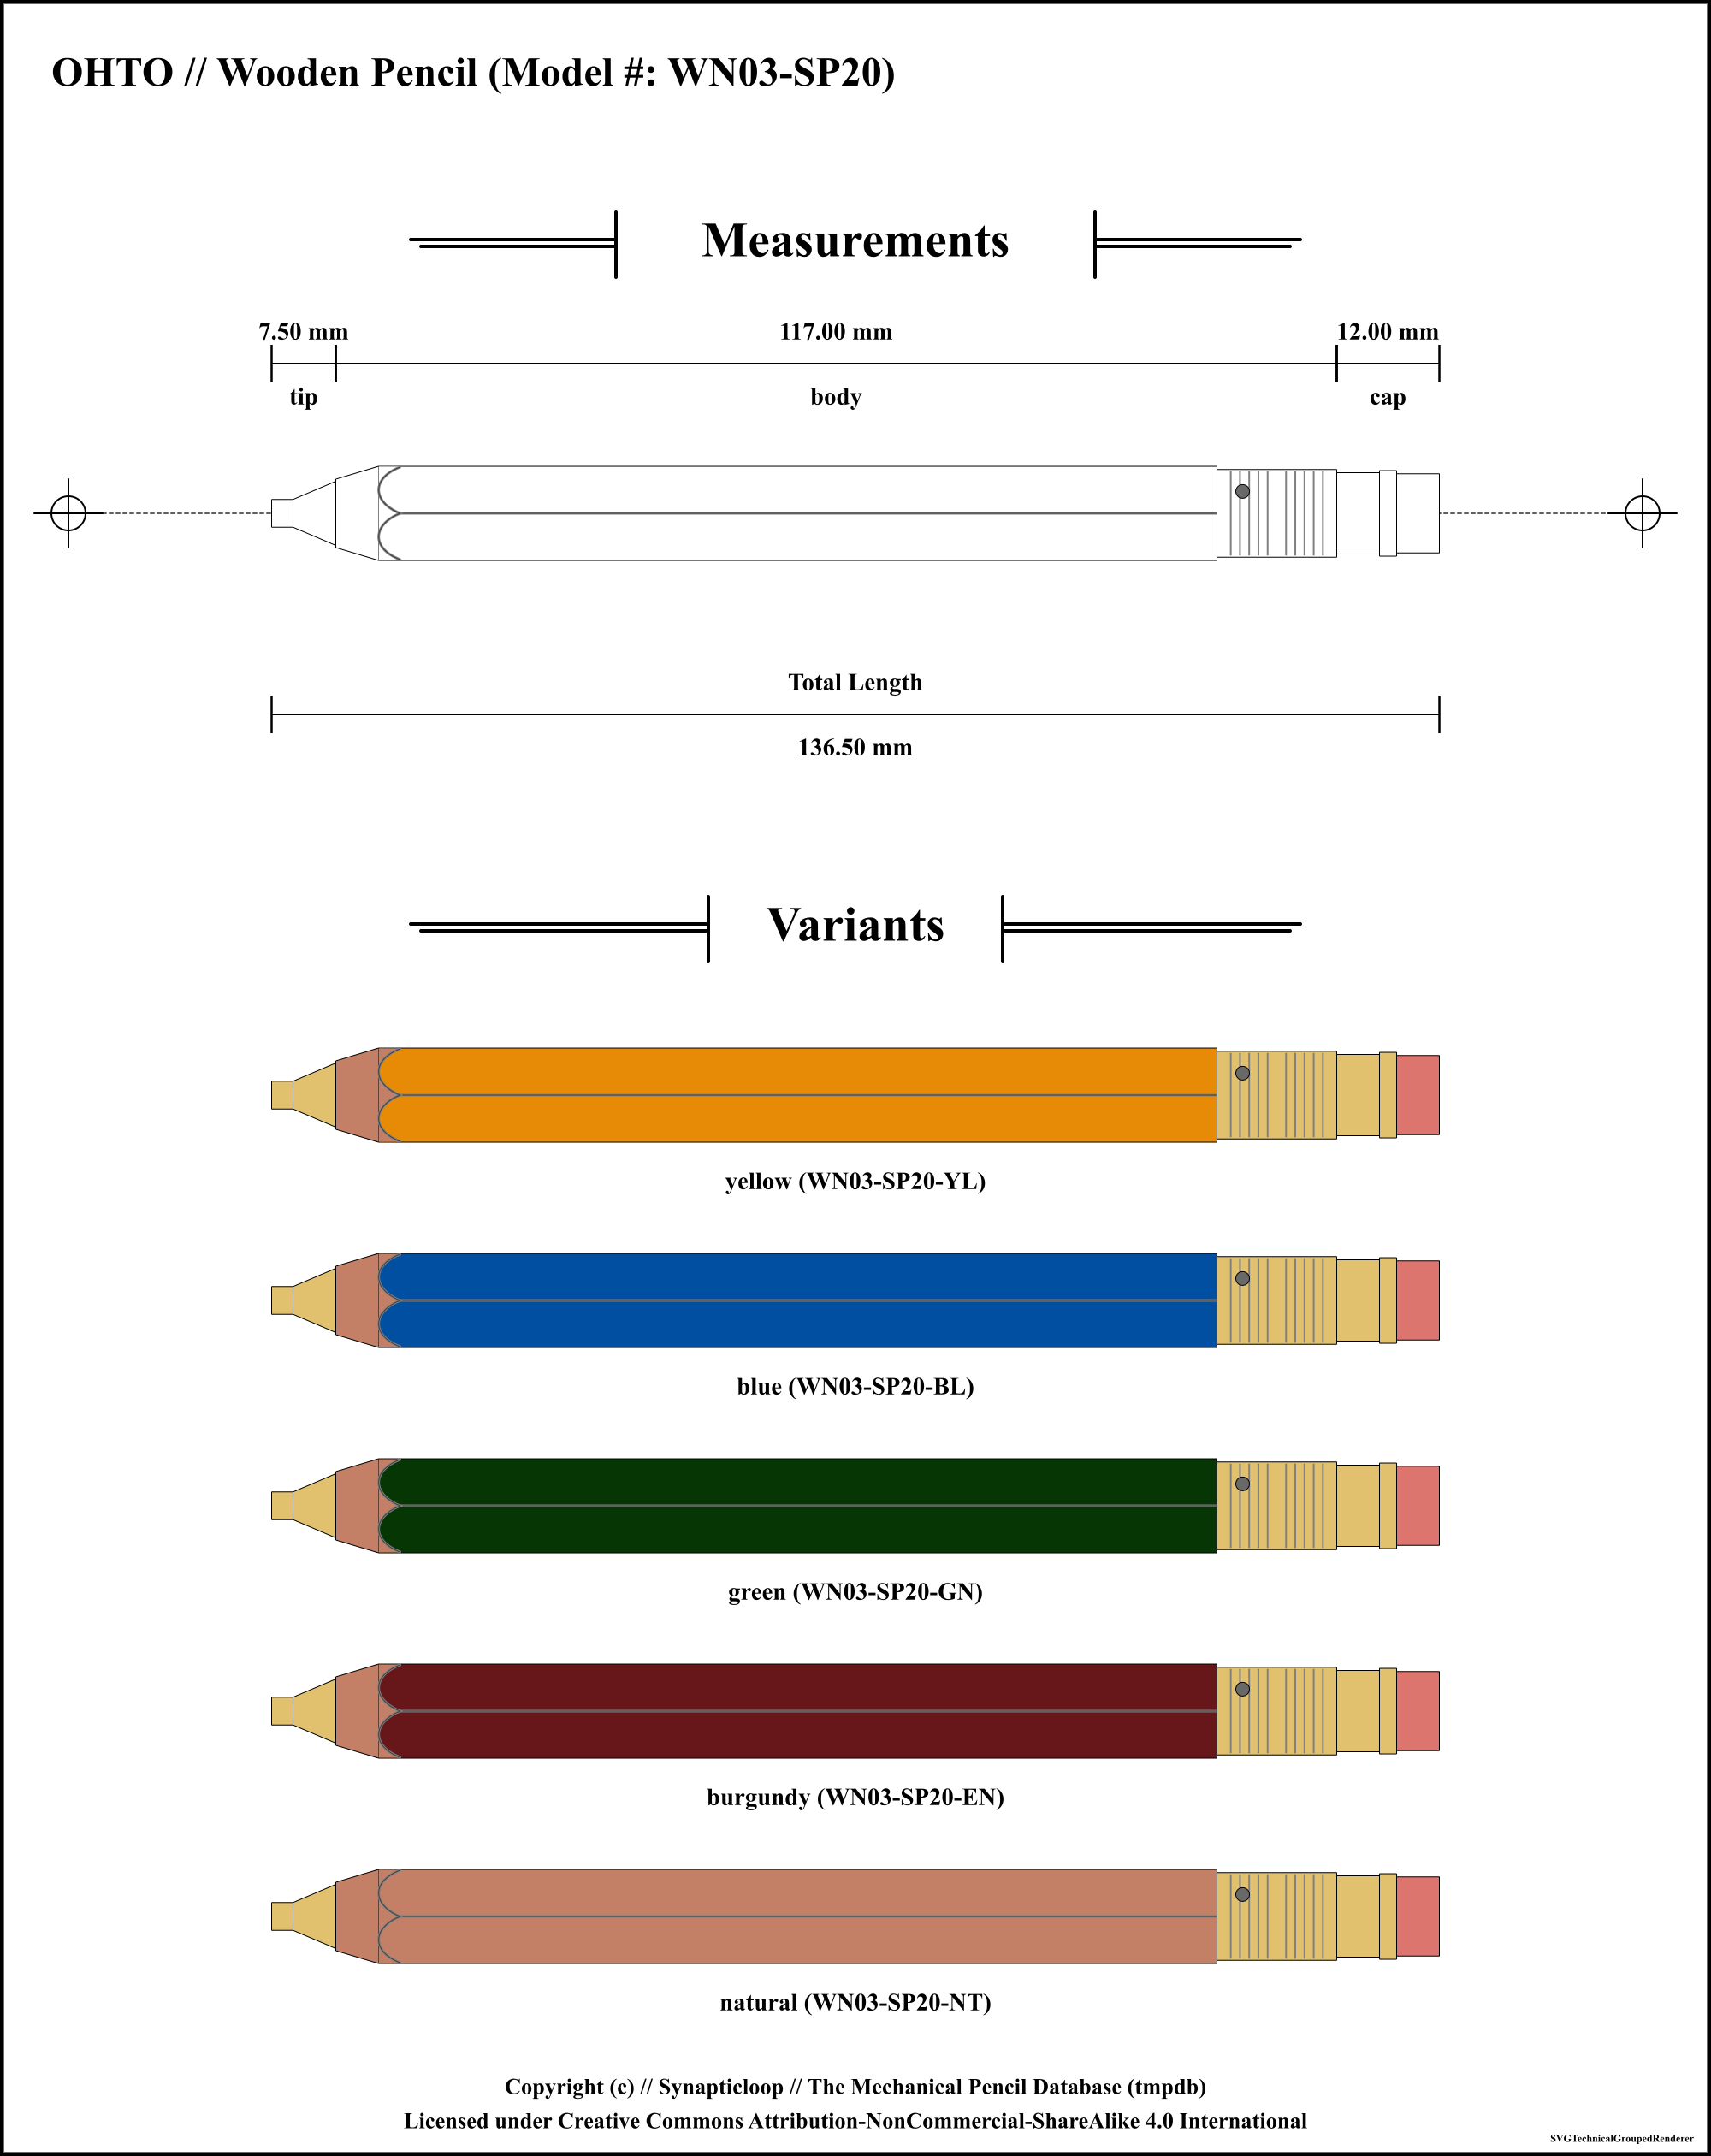 OHTO // Wooden Pencil (Model #: WN03-SP20)
Measurements
7.50 mm 117.00 mm 12.00 mm
tip body cap
Total Length
136.50 mm
Variants
yellow (WN03-SP20-YL)
blue (WN03-SP20-BL)
green (WN03-SP20-GN)
burgundy (WN03-SP20-EN)
natural (WN03-SP20-NT)
Copyright (c) // Synapticloop // The Mechanical Pencil Database (tmpdb)
Licensed under Creative Commons Attribution-NonCommercial-ShareAlike 4.0 International
SVGTechnicalGroupedRenderer